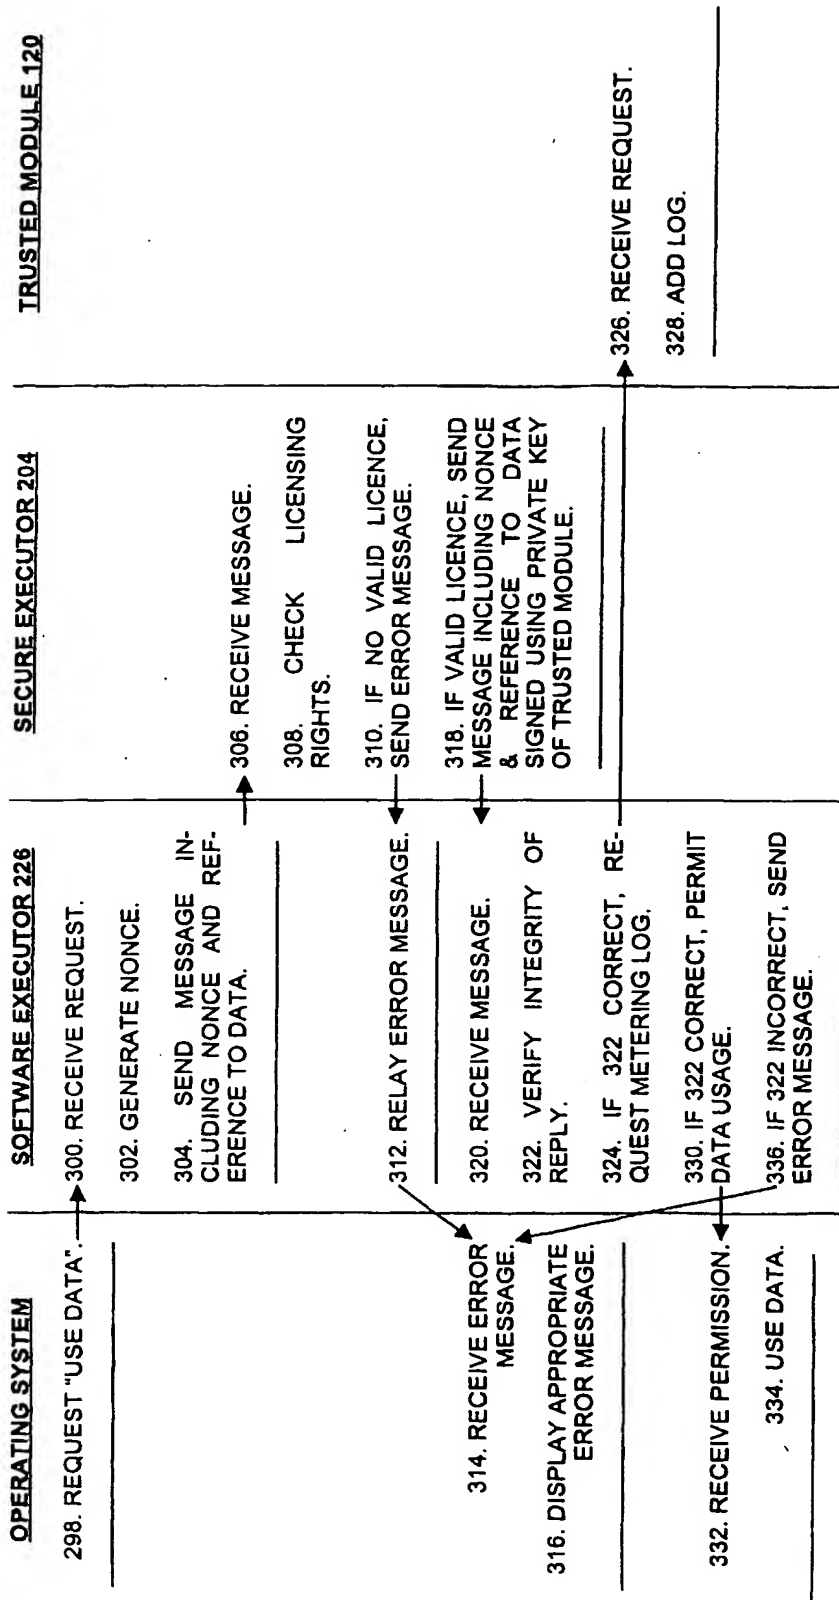 OPERATING SYSTEM
298. REQUEST "USE DATA".
314. RECEIVE ERROR
MESSAGE.
316. DISPLAY APPROPRIATE
ERROR MESSAGE.
332. RECEIVE PERMISSION.
334. USE DATA.
SOFTWARE EXECUTOR 226
300. RECEIVE REQUEST.
302. GENERATE NONCE.
304. SEND MESSAGE IN-
CLUDING NONCE AND REF-
ERENCE TO DATA.
312. RELAY ERROR MESSAGE.
320. RECEIVE MESSAGE.
322. VERIFY INTEGRITY OF
REPLY.
324. IF 322 CORRECT, RE-
QUEST METERING LOG.
330. IF 322 CORRECT, PERMIT
DATA USAGE.
336. IF 322 INCORRECT, SEND
ERROR MESSAGE.
SECURE EXECUTOR 204
306. RECEIVE MESSAGE.
308. CHECK LICENSING
RIGHTS.
310. IF NO VALID LICENCE,
SEND ERROR MESSAGE.
318. IF VALID LICENCE, SEND
MESSAGE INCLUDING NONCE
& REFERENCE TO DATA
SIGNED USING PRIVATE KEY
OF TRUSTED MODULE.
TRUSTED MODULE 120
326. RECEIVE REQUEST.
328. ADD LOG.